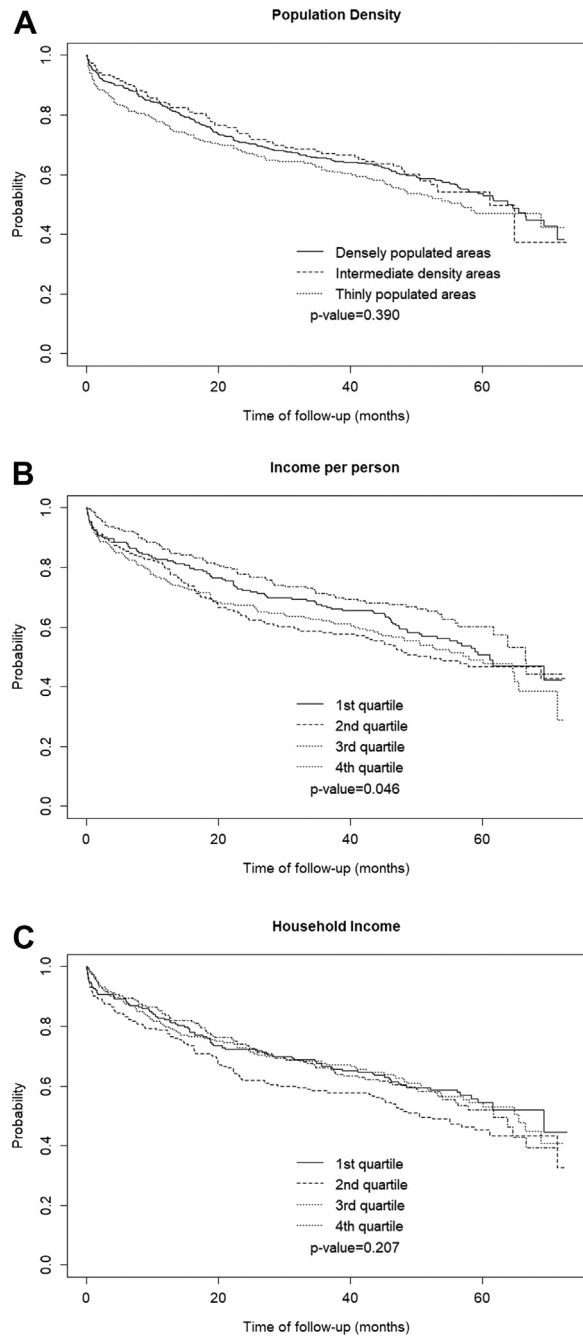 A
Population Density
1.0
0.8
0.6
0.4
0.2
0.0
Probability
Densely populated areas
Intermediate density areas
Thinly populated areas
p-value=0.390
0 20 40 60
Time of follow-up (months)
B
Income per person
1.0
0.8
0.6
0.4
0.2
0.0
Probability
1st quartile
2nd quartile
3rd quartile
4th quartile
p-value=0.046
0 20 40 60
Time of follow-up (months)
C
Household Income
1.0
0.8
0.6
0.4
0.2
0.0
Probability
1st quartile
2nd quartile
3rd quartile
4th quartile
p-value=0.207
0 20 40 60
Time of follow-up (months)